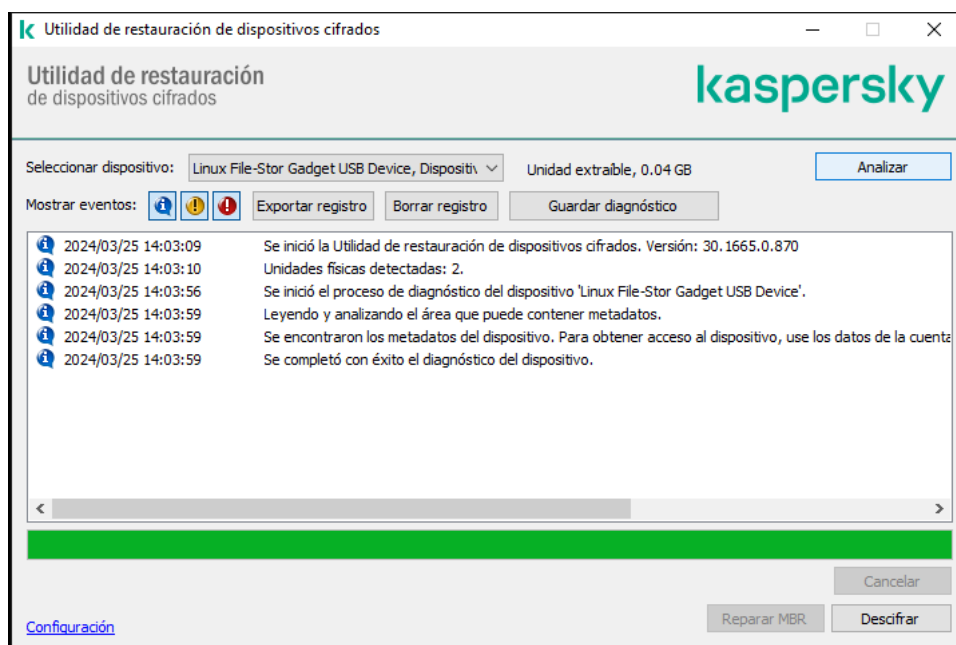 Utilidad de restauración de dispositivos cifrados
Utilidad de restauración
de dispositivos cifrados
kaspersky
Seleccionar dispositivo: Linux File-Stor Gadget USB Device, Dispositiv Unidad extraíble, 0.04 GB Analizar
Mostrar eventos: Exportar registro Borrar registro Guardar diagnóstico
2024/03/25 14:03:09 Se inició la Utilidad de restauración de dispositivos cifrados. Versión: 30.1665.0.870
2024/03/25 14:03:10 Unidades físicas detectadas: 2.
2024/03/25 14:03:56 Se inició el proceso de diagnóstico del dispositivo 'Linux File-Stor Gadget USB Device'.
2024/03/25 14:03:59 Leyendo y analizando el área que puede contener metadatos.
2024/03/25 14:03:59 Se encontraron los metadatos del dispositivo. Para obtener acceso al dispositivo, use los datos de la cuenta
2024/03/25 14:03:59 Se completó con éxito el diagnóstico del dispositivo.
Cancelar
Configuración Reparar MBR Descifrar